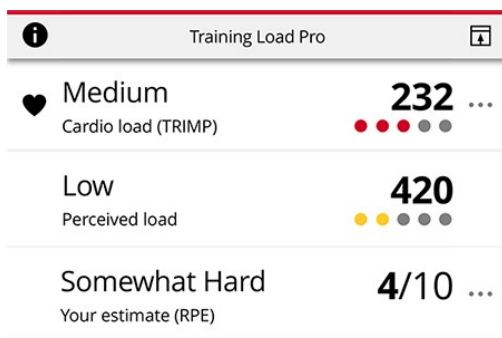 Training Load Pro
Medium 232
Cardio load (TRIMP)
Low 420
Perceived load
Somewhat Hard 4/10
Your estimate (RPE)